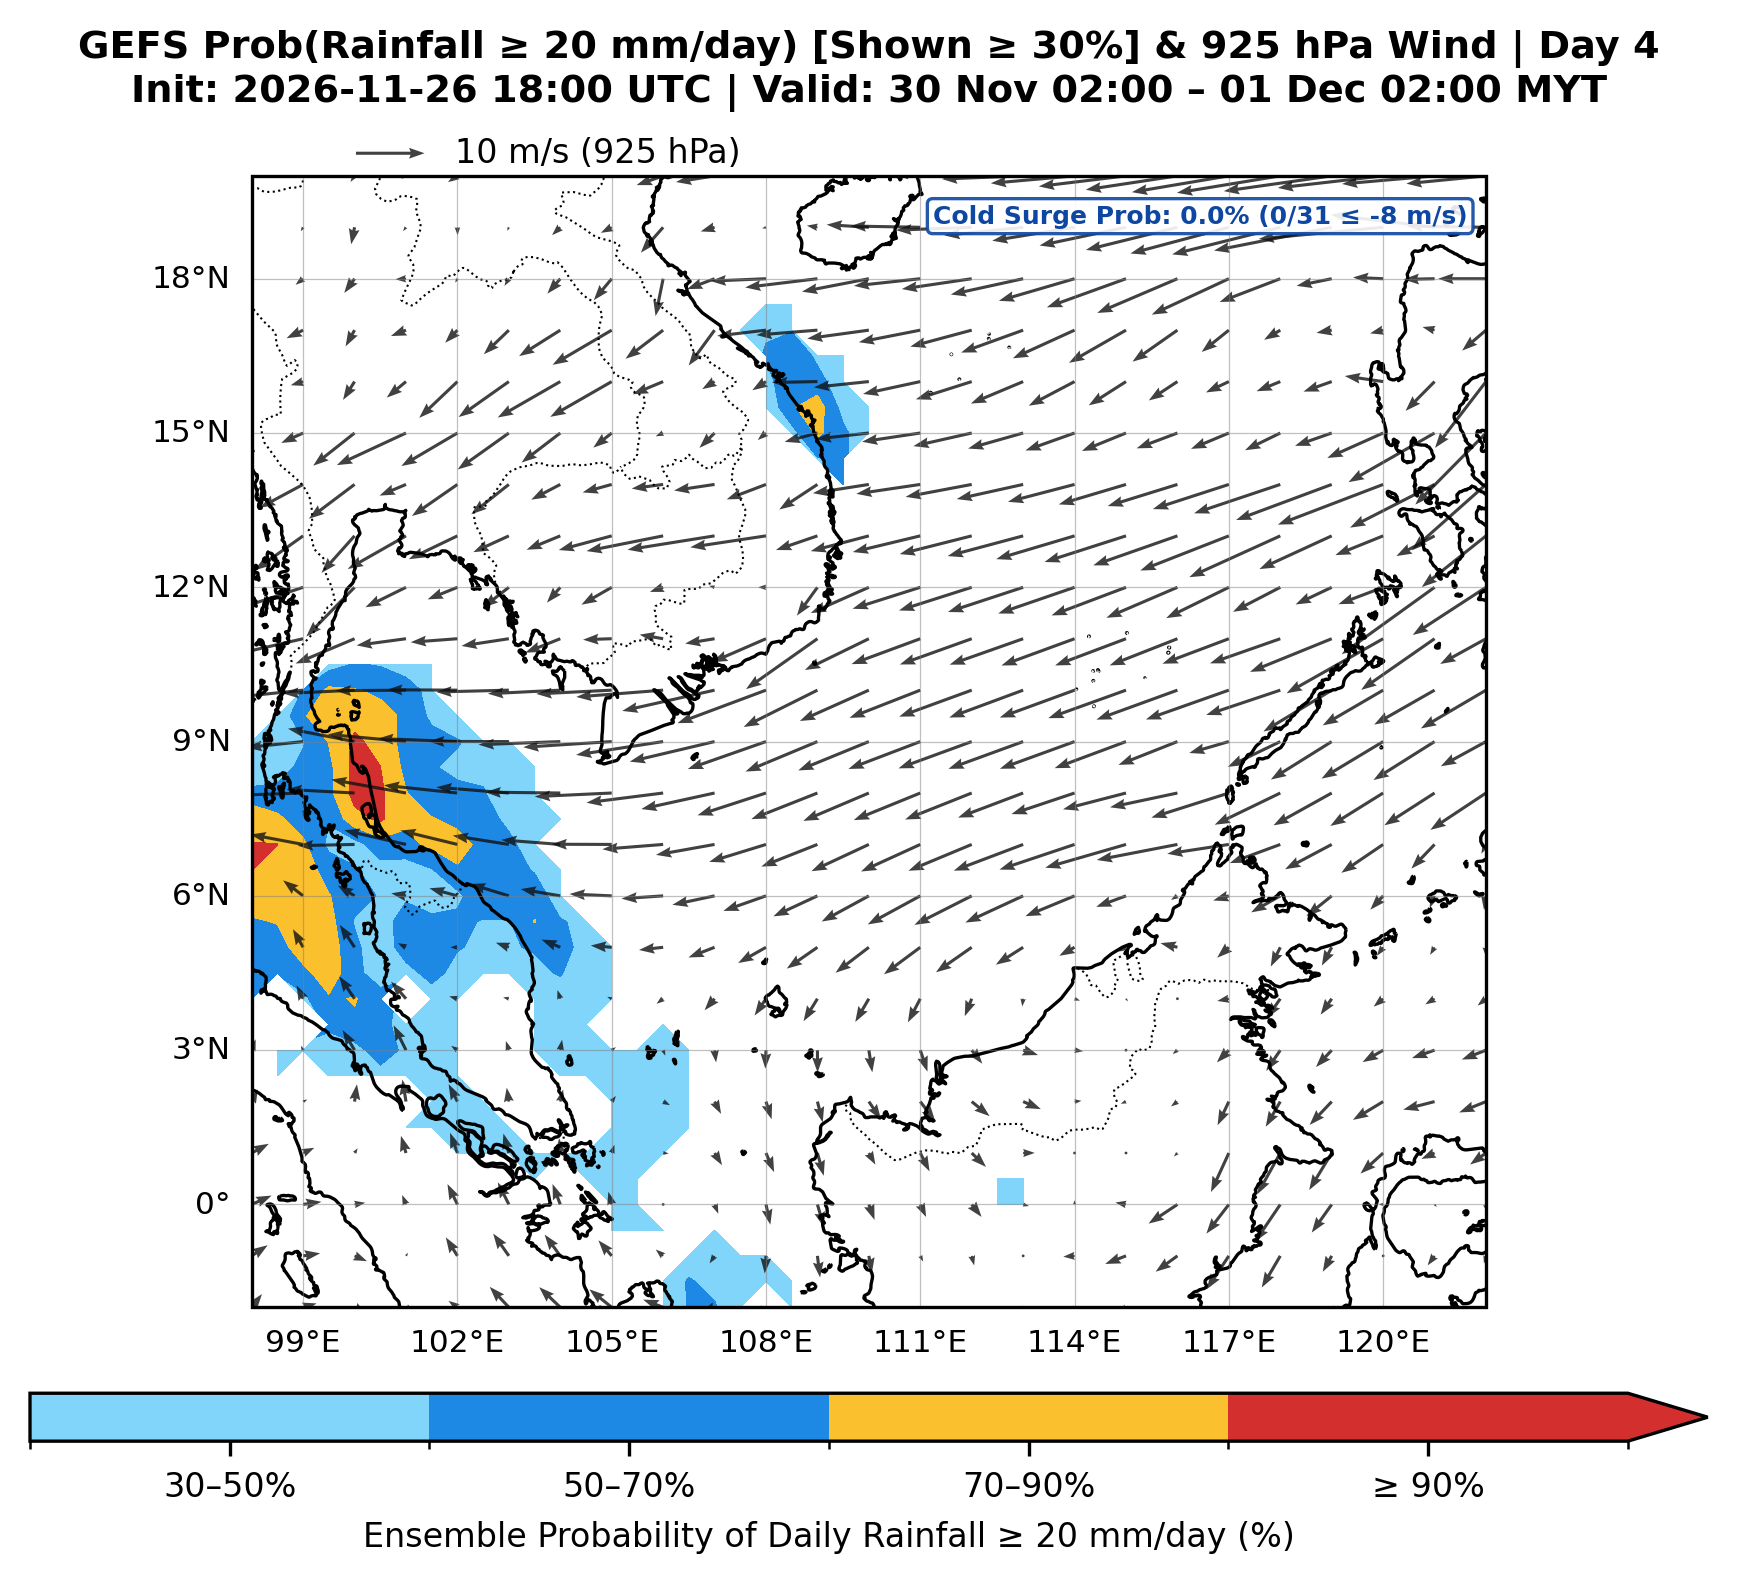 GEFS Prob(Rainfall ≥ 20 mm/day) [Shown ≥ 30%] & 925 hPa Wind | Day 4
Init: 2026-11-26 18:00 UTC | Valid: 30 Nov 02:00 – 01 Dec 02:00 MYT
10 m/s (925 hPa)
Cold Surge Prob: 0.0% (0/31 ≤ -8 m/s)
18°N
15°N
12°N
9°N
6°N
3°N
0°
99°E 102°E 105°E 108°E 111°E 114°E 117°E 120°E
30–50% 50–70% 70–90% ≥ 90%
Ensemble Probability of Daily Rainfall ≥ 20 mm/day (%)